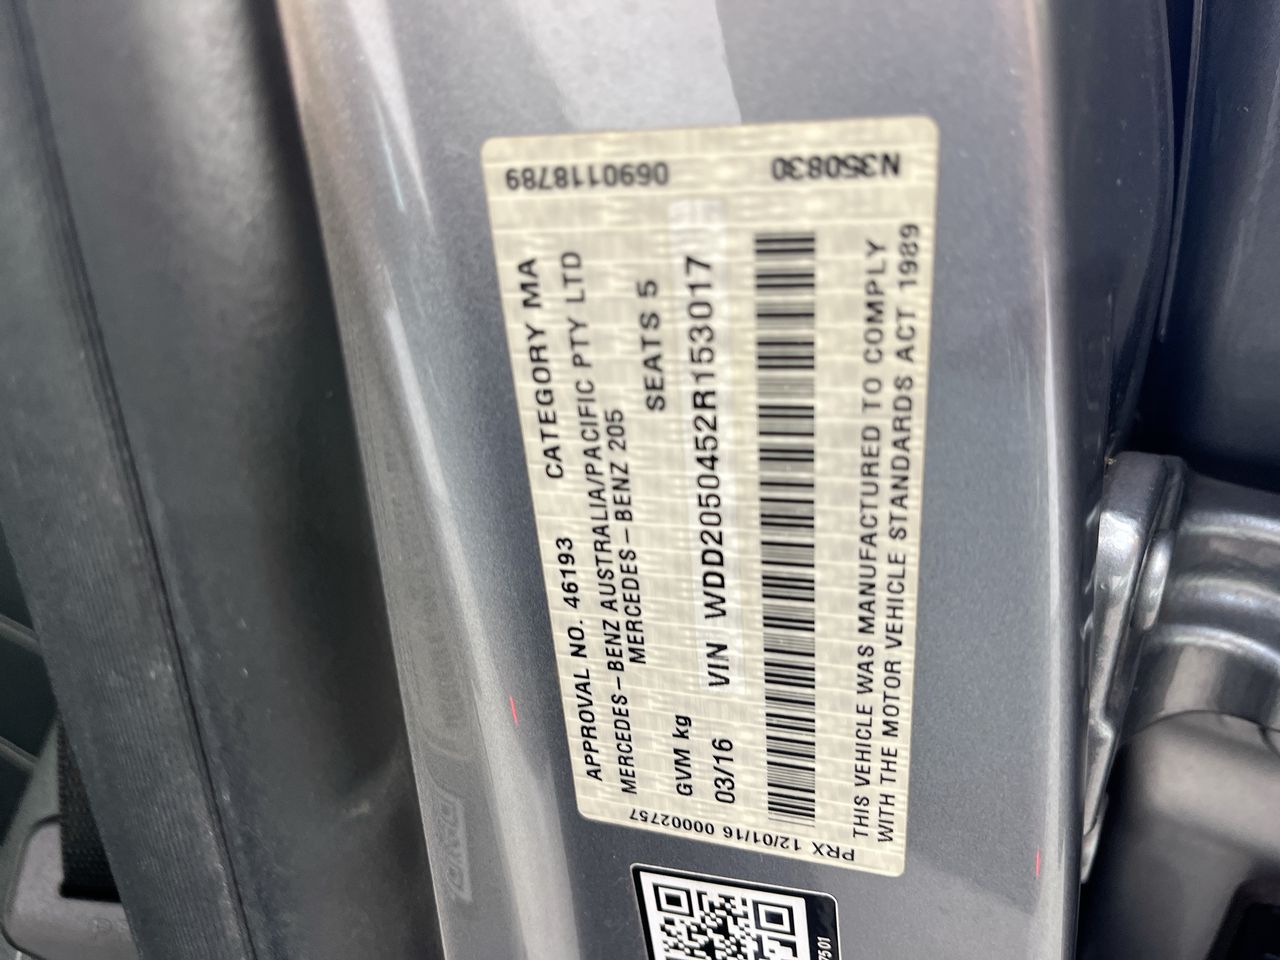 0690118789 N350830
APPROVAL NO. 46193 CATEGORY MA
MERCEDES-BENZ AUSTRALIA/PACIFIC PTY LTD
MERCEDES-BENZ 205
GVM kg SEATS 5
03/16 VIN WDD2050452R153017
THIS VEHICLE WAS MANUFACTURED TO COMPLY
WITH THE MOTOR VEHICLE STANDARDS ACT 1989
PRX 12/01/16 00002757